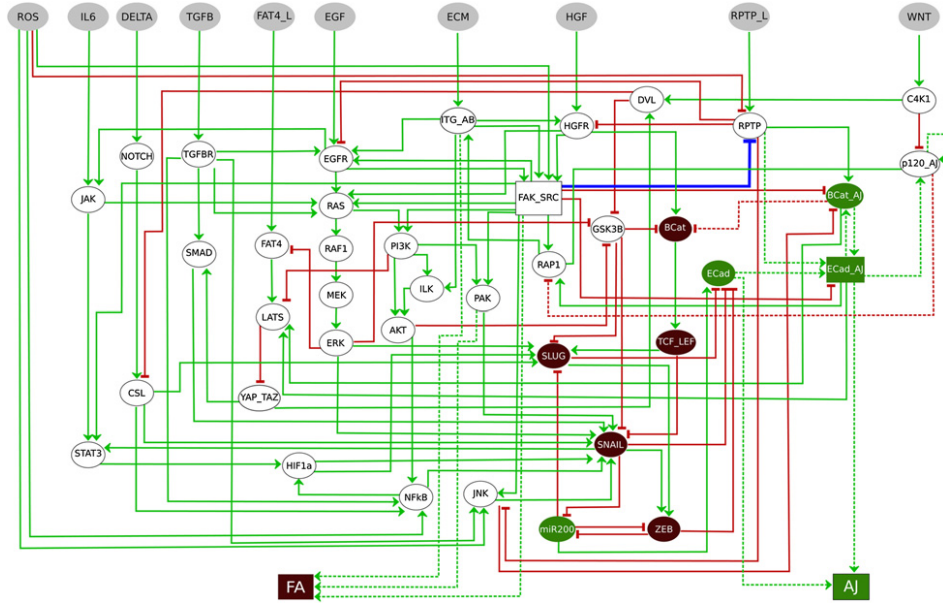 ROS IL6 DELTA TGFB FAT4_L EGF ECM HGF RPTP_L WNT
DVL C4K1
ITG_AB HGFR RPTP
NOTCH TGFBR EGFR p120_AJ
JAK RAS FAK_SRC BCat_AJ
GSK3B BCat
SMAD FAT4 RAF1 PI3K RAP1 ECad ECad_AJ
MEK ILK PAK
LATS AKT
ERK SLUG TCF_LEF
CSL YAP_TAZ
STAT3 HIF1a SNAIL
NFkB JNK
miR200 ZEB
FA AJ